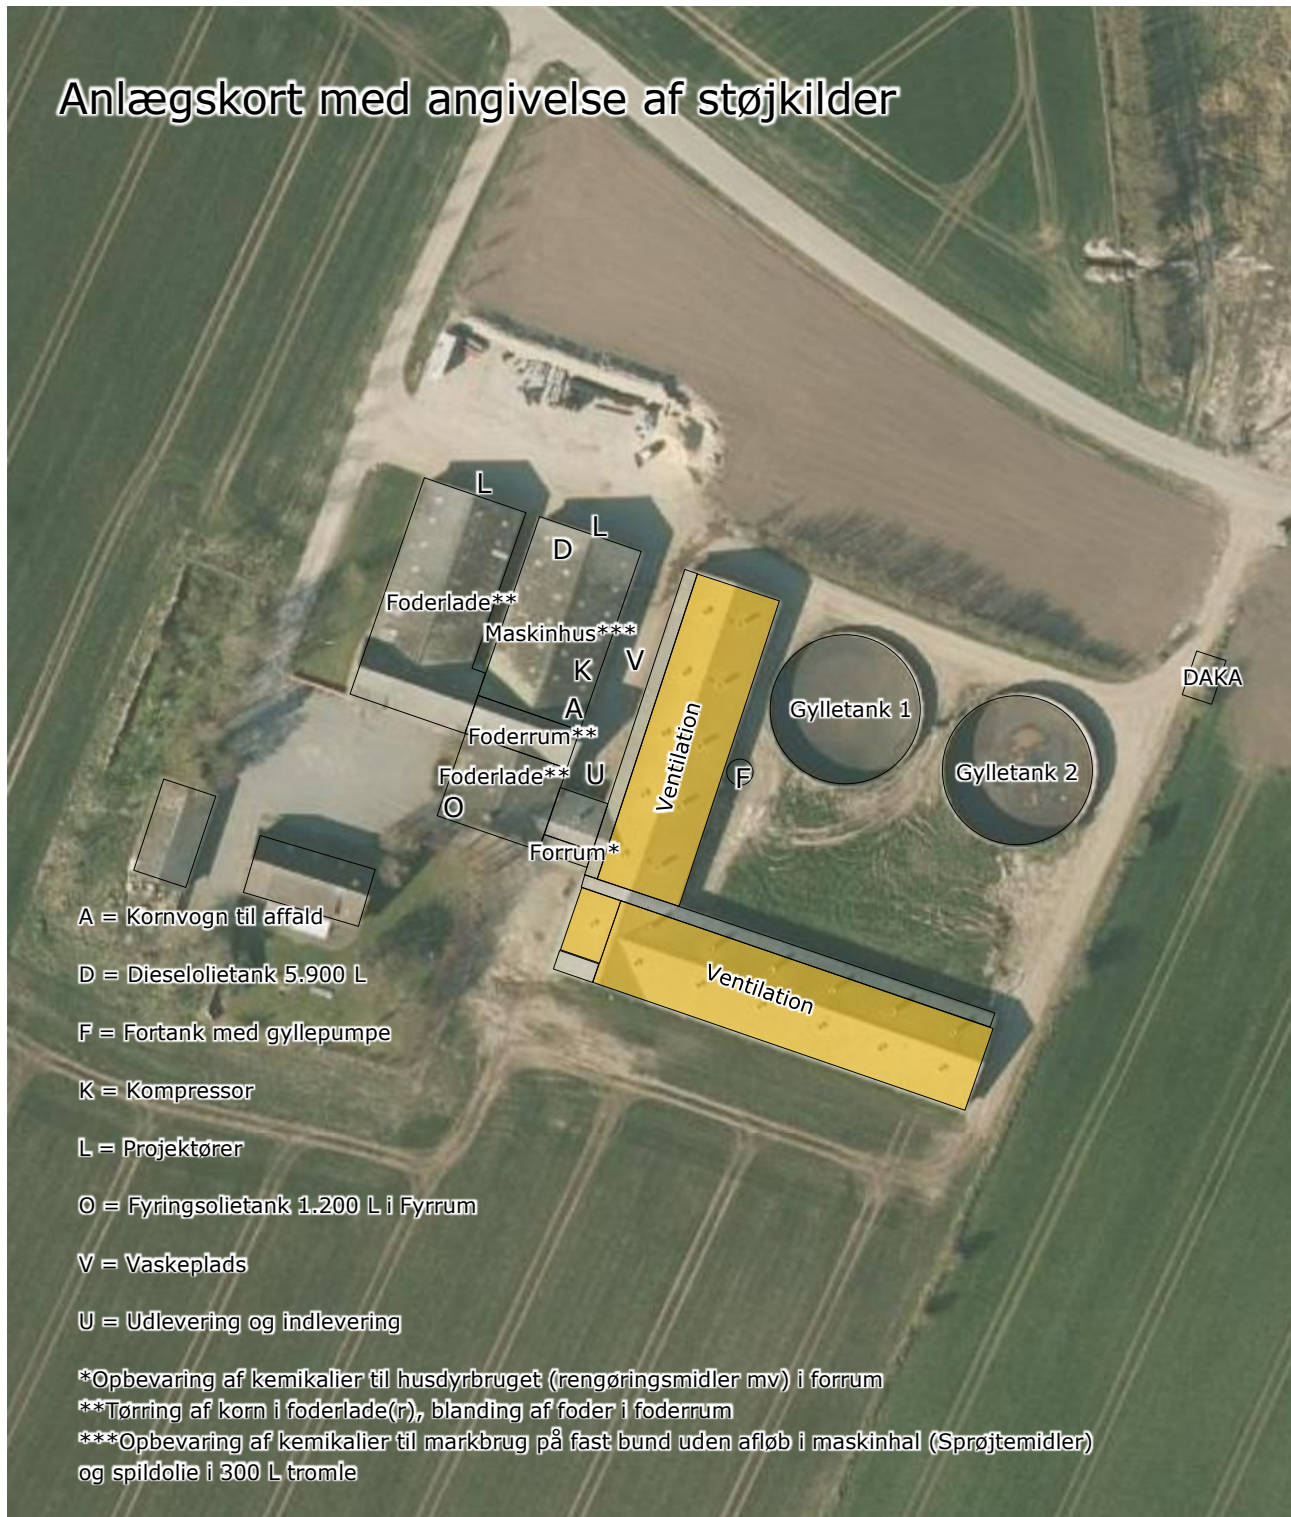 Anlægskort med angivelse af støjkilder
L
L
D
Foderlade**
Maskinhus***
K
V
DAKA
A
Gylletank 1
Foderrum**
Ventilation
Foderlade**
U
F
Gylletank 2
O
Forrum*
Ventilation
A = Kornvogn til affald
D = Dieselolietank 5.900 L
F = Fortank med gyllepumpe
K = Kompressor
L = Projektører
O = Fyringsolietank 1.200 L i Fyrrum
V = Vaskeplads
U = Udlevering og indlevering
*Opbevaring af kemikalier til husdyrbruget (rengøringsmidler mv) i forrum
**Tørring af korn i foderlade(r), blanding af foder i foderrum
***Opbevaring af kemikalier til markbrug på fast bund uden afløb i maskinhal (Sprøjtemidler)
og spildolie i 300 L tromle